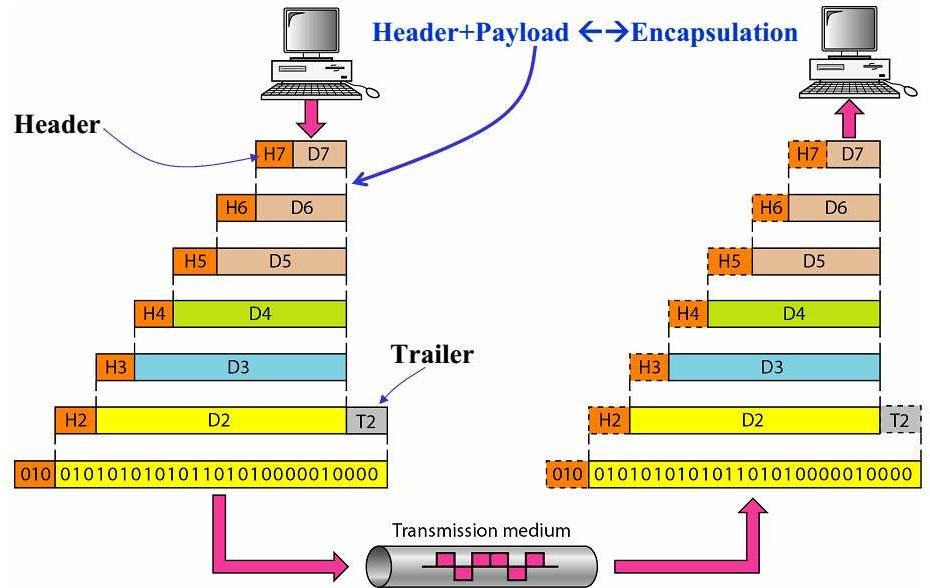 Header+Payload ←→Encapsulation
Header
H7 D7
H7 D7
H6 D6
H6 D6
H5 D5
H5 D5
H4 D4
H4 D4
Trailer
H3 D3
H3 D3
H2 D2 T2
H2 D2 T2
010 010101010101101010000010000
010 010101010101101010000010000
Transmission medium